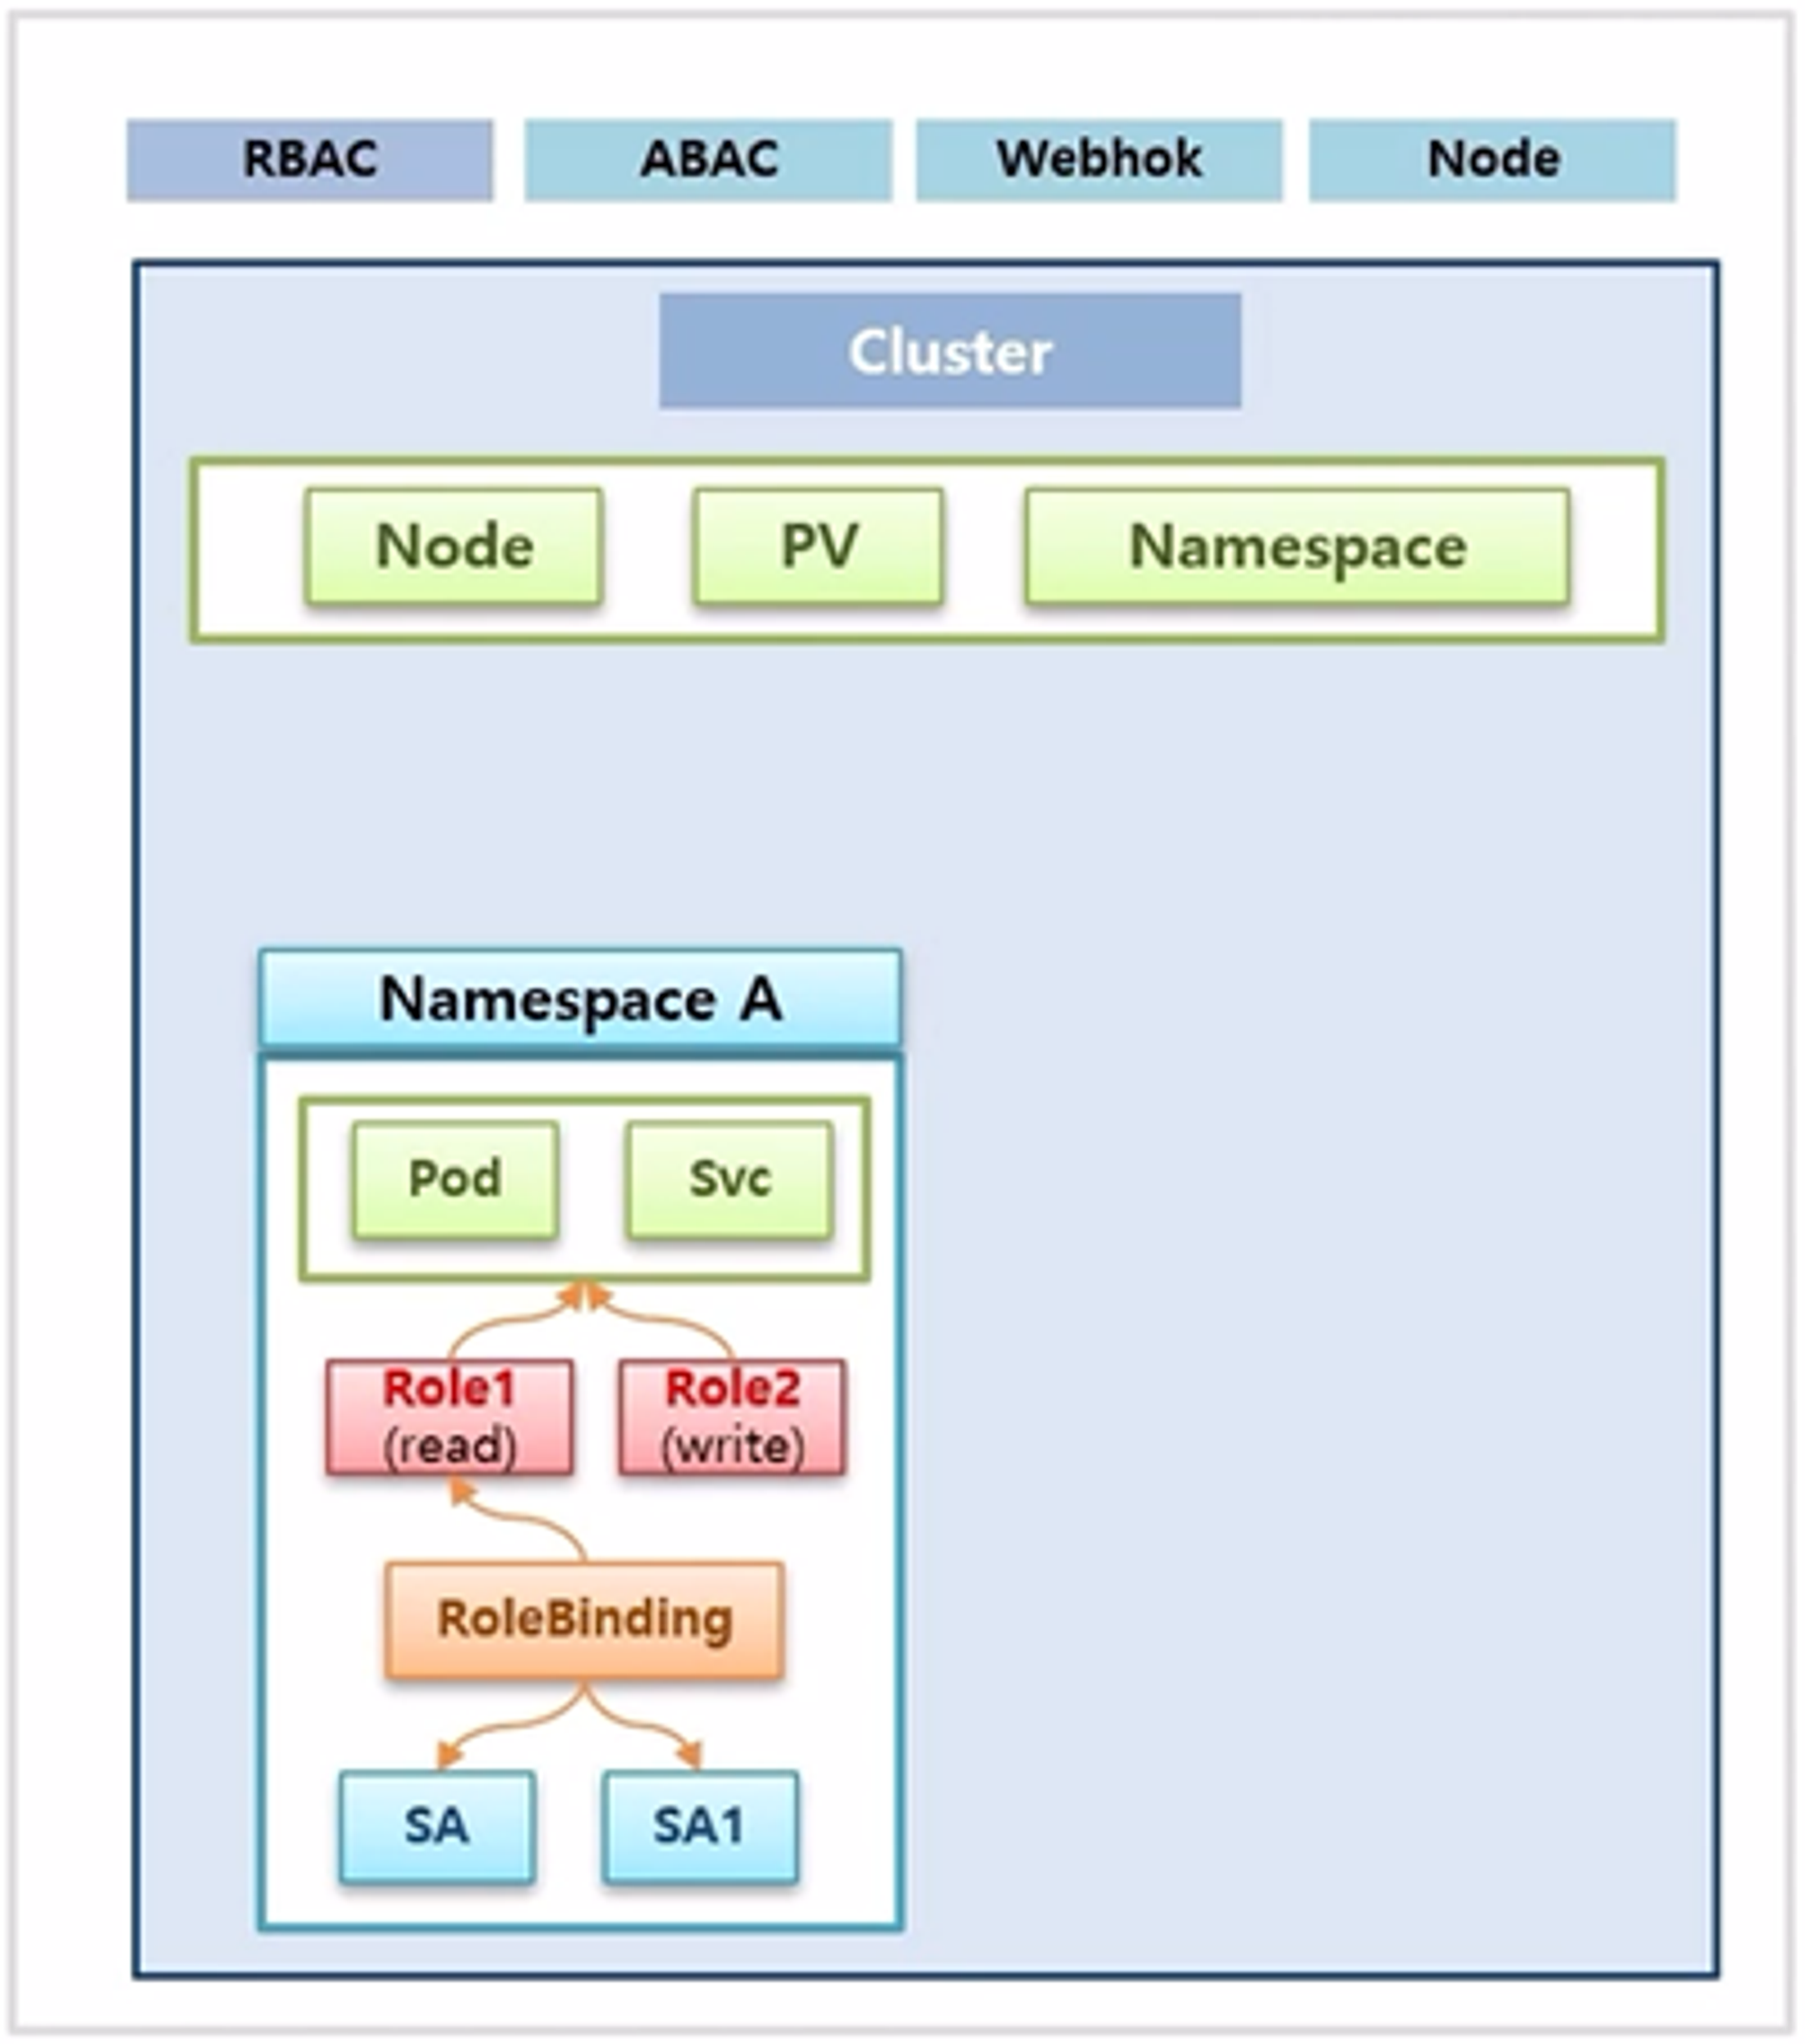 RBAC
ABAC
Webhok
Node
Cluster
Node
PV
Namespace
Namespace A
Pod
Svc
Role1
(read)
Role2
(write)
RoleBinding
SA
SA1